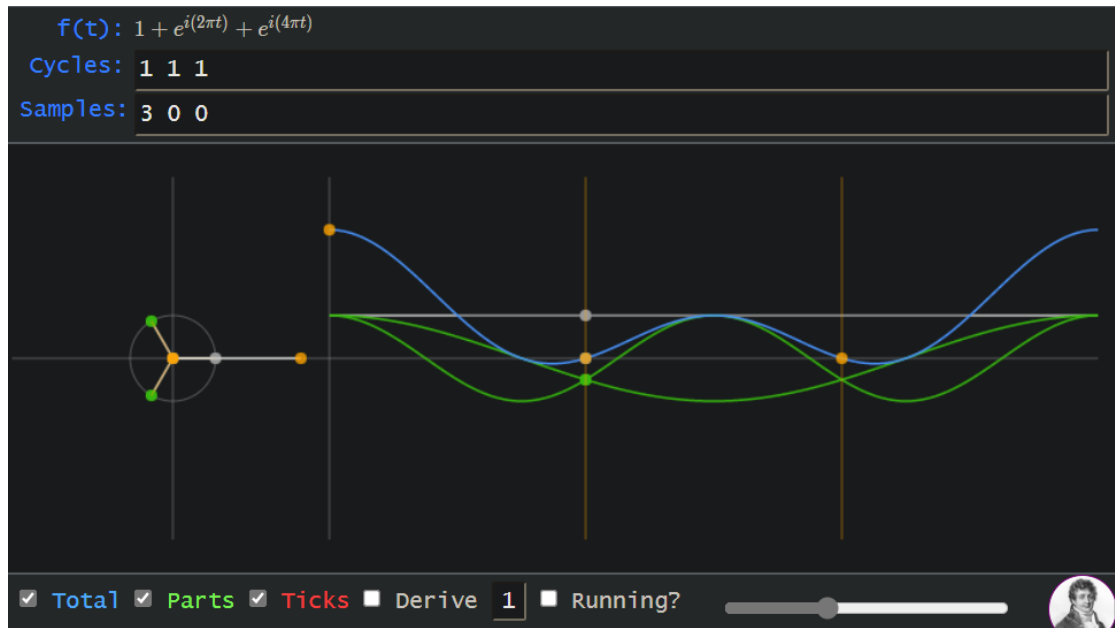 f(t): 1 + e^{i(2πt)} + e^{i(4πt)}
Cycles: 1 1 1
Samples: 3 0 0
Total Parts Ticks Derive 1 Running?